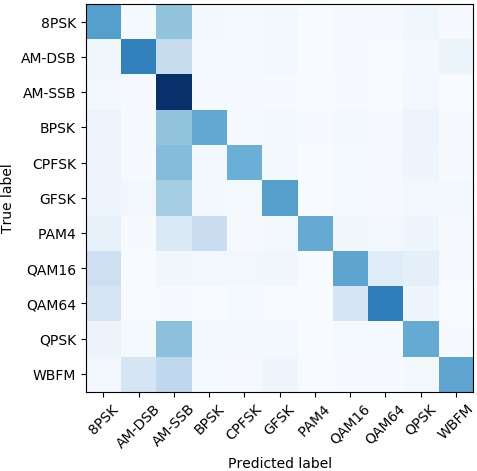 True label
8PSK
AM-DSB
AM-SSB
BPSK
CPFSK
GFSK
PAM4
QAM16
QAM64
QPSK
WBFM
8PSK AM-DSB AM-SSB BPSK CPFSK GFSK PAM4 QAM16 QAM64 QPSK WBFM
Predicted label